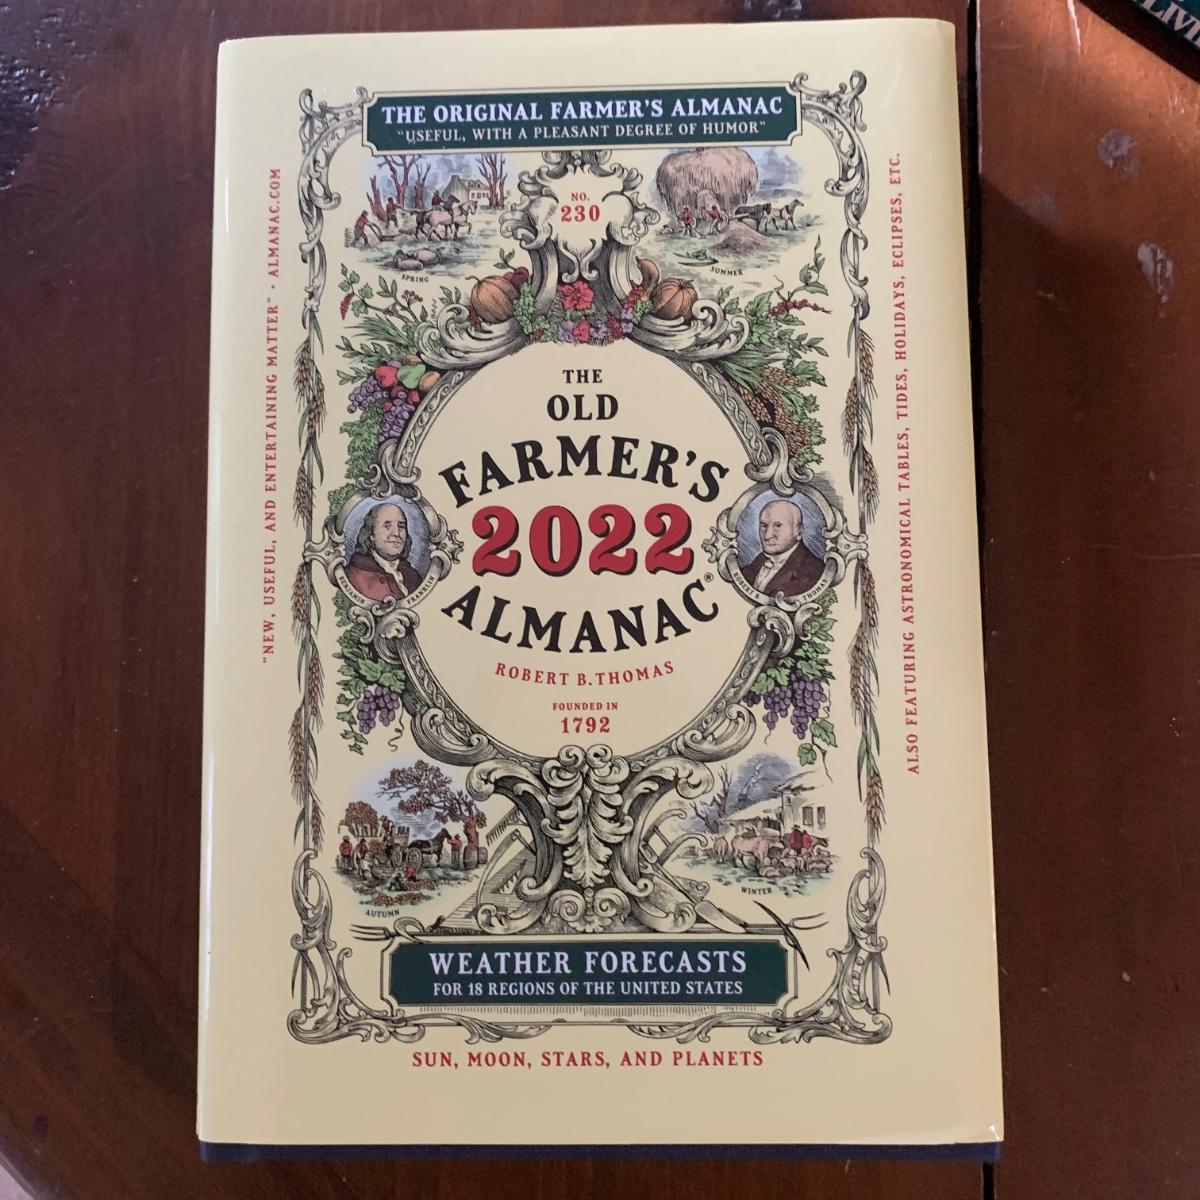 THE ORIGINAL FARMER'S ALMANAC
"USEFUL, WITH A PLEASANT DEGREE OF HUMOR"
NO.
230
SPRING
SUMMER
THE
OLD
FARMER'S
2022
ALMANAC®
BENJAMIN FRANKLIN
ROBERT B. THOMAS
ROBERT B. THOMAS
FOUNDED IN
1792
AUTUMN
WINTER
WEATHER FORECASTS
FOR 18 REGIONS OF THE UNITED STATES
SUN, MOON, STARS, AND PLANETS
"NEW, USEFUL, AND ENTERTAINING MATTER" · ALMANAC.COM
ALSO FEATURING ASTRONOMICAL TABLES, TIDES, HOLIDAYS, ECLIPSES, ETC.